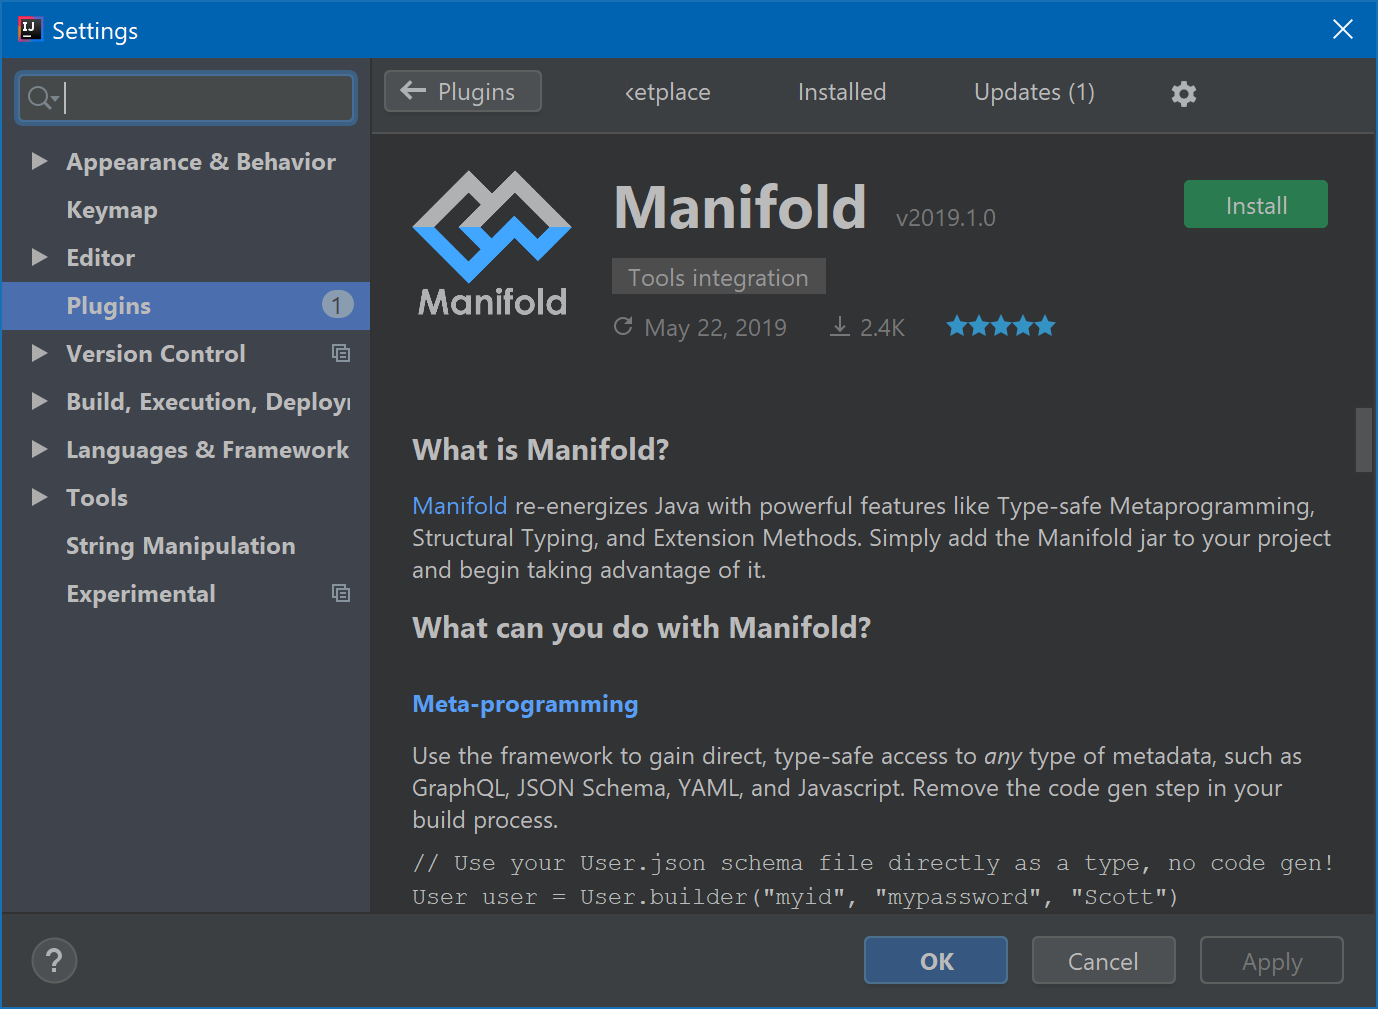 IJ
Settings
Plugins
‹etplace
Installed
Updates (1)
Appearance & Behavior
Keymap
Editor
Plugins
1
Version Control
Build, Execution, Deployı
Languages & Framework
Tools
String Manipulation
Experimental
Manifold
Manifold
v2019.1.0
Install
Tools integration
May 22, 2019
2.4K
What is Manifold?
Manifold re-energizes Java with powerful features like Type-safe Metaprogramming,
Structural Typing, and Extension Methods. Simply add the Manifold jar to your project
and begin taking advantage of it.
What can you do with Manifold?
Meta-programming
Use the framework to gain direct, type-safe access to any type of metadata, such as
GraphQL, JSON Schema, YAML, and Javascript. Remove the code gen step in your
build process.
// Use your User.json schema file directly as a type, no code gen!
User user = User.builder("myid", "mypassword", "Scott")
?
OK
Cancel
Apply